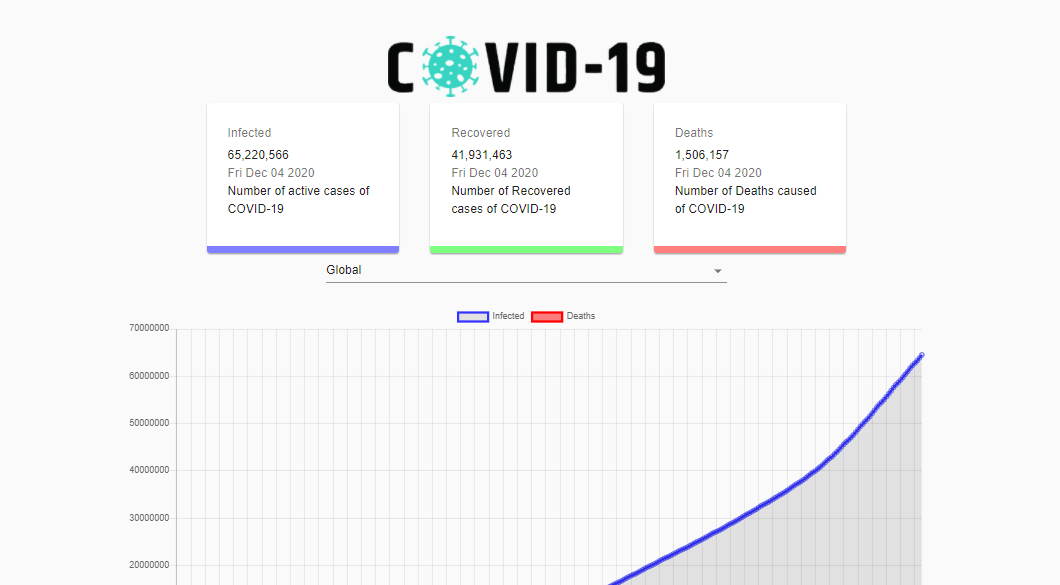 COVID-19
Infected
65,220,566
Fri Dec 04 2020
Number of active cases of
COVID-19
Recovered
41,931,463
Fri Dec 04 2020
Number of Recovered
cases of COVID-19
Deaths
1,506,157
Fri Dec 04 2020
Number of Deaths caused
of COVID-19
Global
Infected Deaths
70000000
60000000
50000000
40000000
30000000
20000000